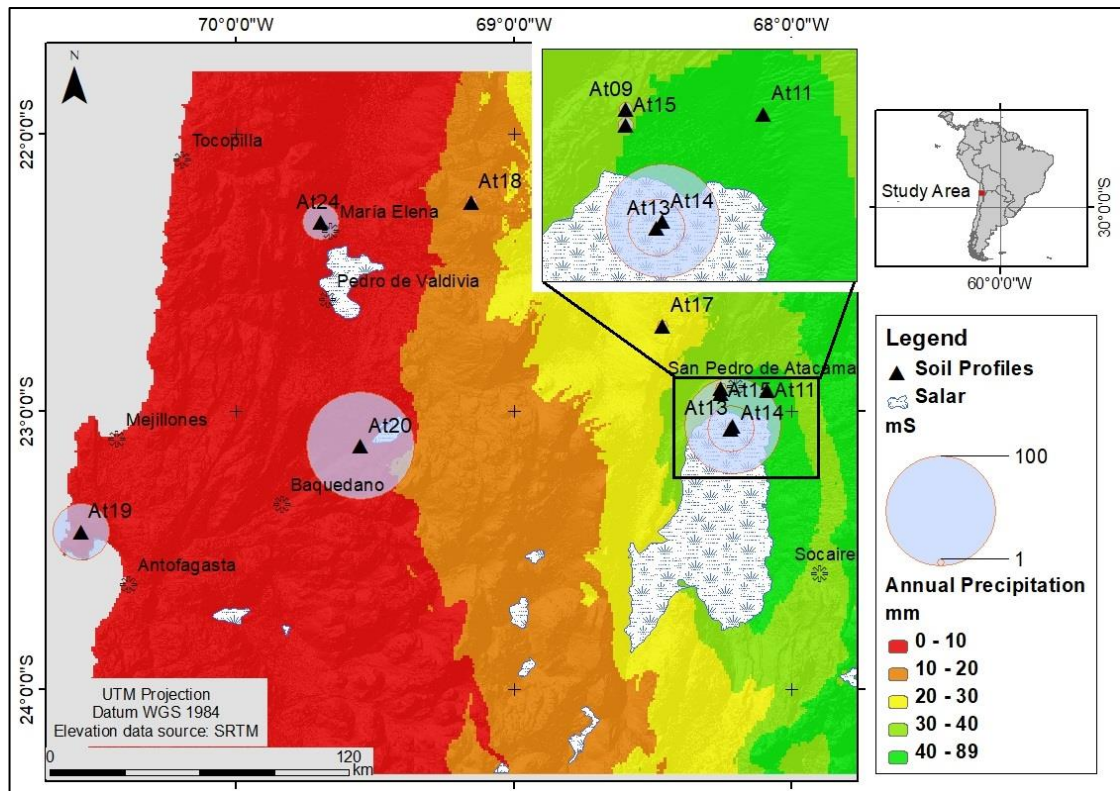 70°0'0"W
69°0'0"W
68°0'0"W
N
22°0'0"S
23°0'0"S
24°0'0"S
Tocopilla
At24
María Elena
Pedro de Valdivia
At18
At17
Mejillones
At20
Baquedano
At19
Antofagasta
San Pedro de Atacama
At15
At11
At13
At14
Socaire
At09
At15
At11
At14
At13
UTM Projection
Datum WGS 1984
Elevation data source: SRTM
0
120
km
Study Area
30°0'0"S
60°0'0"W
Legend
Soil Profiles
Salar
mS
100
1
Annual Precipitation
mm
0 - 10
10 - 20
20 - 30
30 - 40
40 - 89